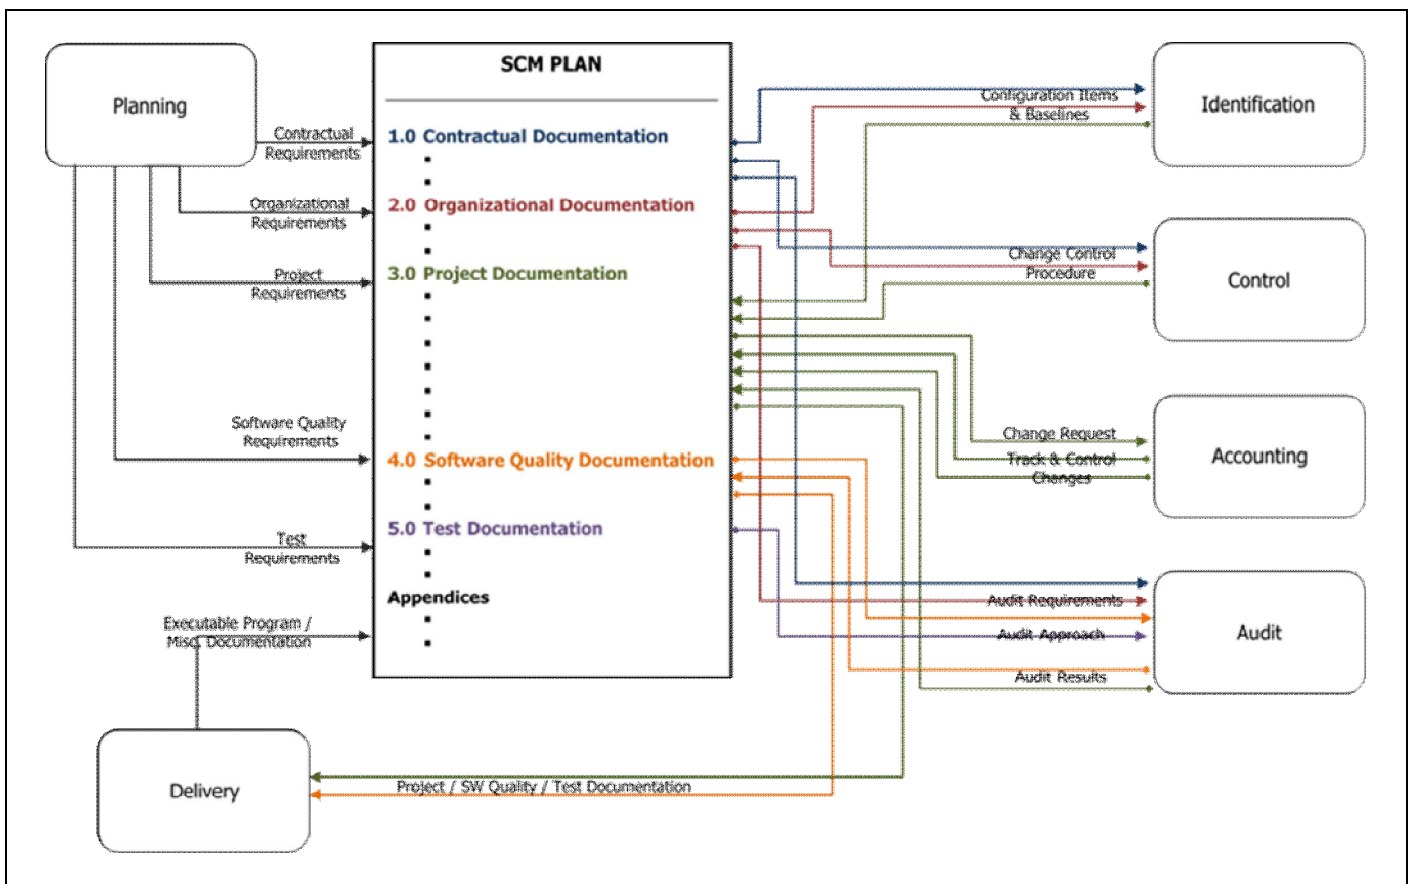 SCM PLAN
Planning
Contractual
Requirements
Organizational
Requirements
Project
Requirements
Software Quality
Requirements
Test
Requirements
Executable Program /
Misc Documentation
Delivery
1.0 Contractual Documentation
2.0 Organizational Documentation
3.0 Project Documentation
4.0 Software Quality Documentation
5.0 Test Documentation
Appendices
Project / SW Quality / Test Documentation
Configuration Items
& Baselines
Identification
Change Control
Procedure
Control
Change Request
Track & Control
Changes
Accounting
Audit Requirements
Audit Approach
Audit Results
Audit